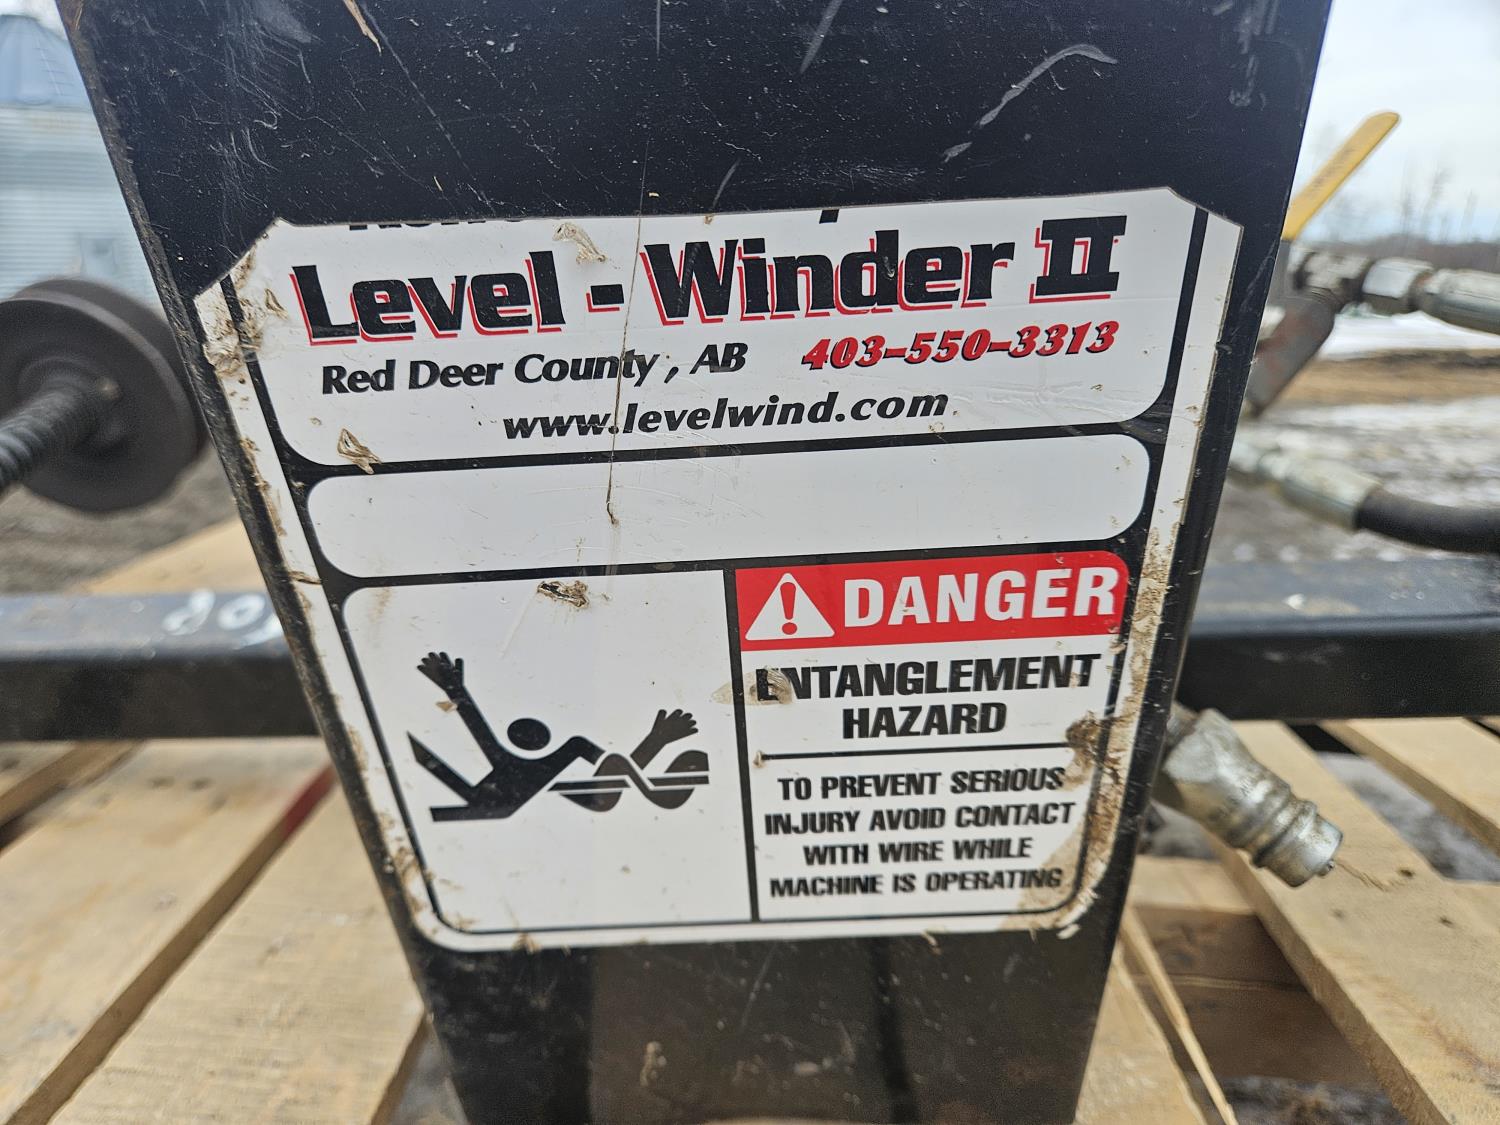 Level - Winder II
Red Deer County, AB 403-550-3313
www.levelwind.com
DANGER
ENTANGLEMENT
HAZARD
TO PREVENT SERIOUS
INJURY AVOID CONTACT
WITH WIRE WHILE
MACHINE IS OPERATING